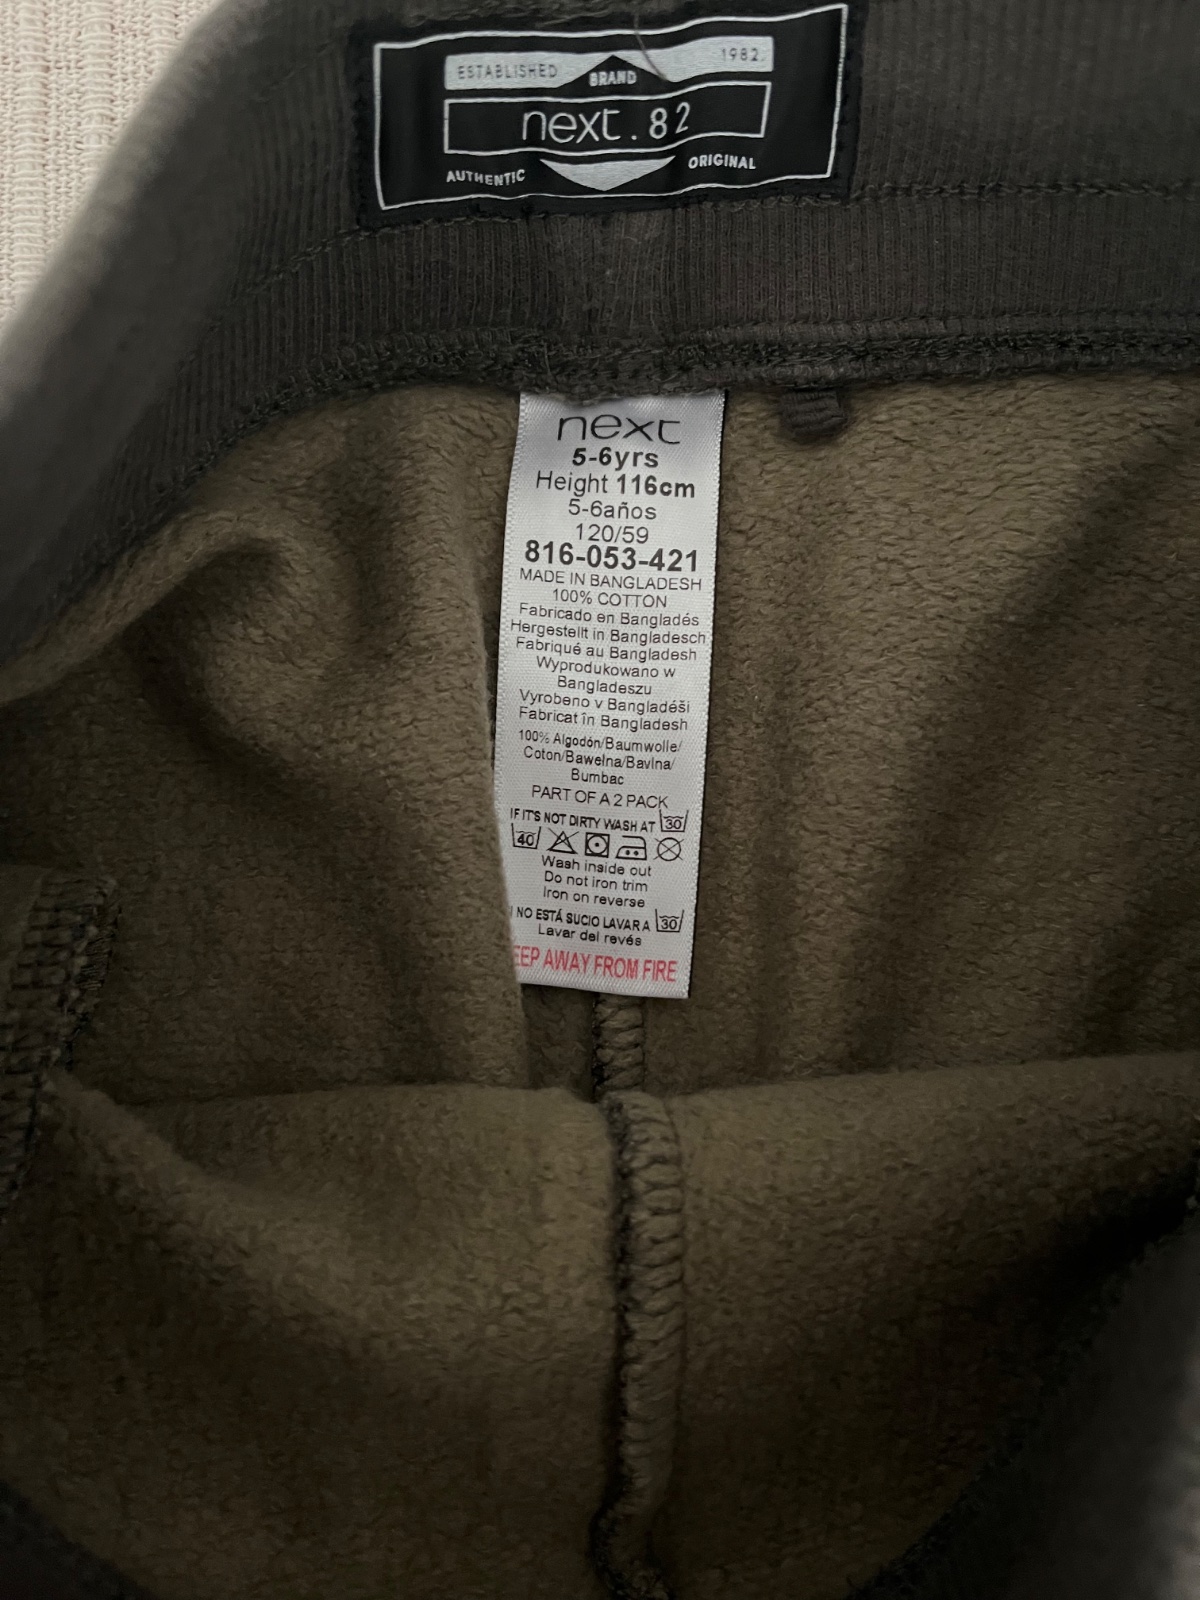 ESTABLISHED BRAND 1982.
next.82
AUTHENTIC ORIGINAL
next
5-6yrs
Height 116cm
5-6años
120/59
816-053-421
MADE IN BANGLADESH
100% COTTON
Fabricado en Bangladés
Hergestellt in Bangladesch
Fabriqué au Bangladesh
Wyprodukowano w
Bangladeszu
Vyrobeno v Bangladéši
Fabricat în Bangladesh
100% Algodón/Baumwolle/
Coton/Bawełna/Bavlna/
Bumbac
PART OF A 2 PACK
IF IT'S NOT DIRTY WASH AT 30
40
Wash inside out
Do not iron trim
Iron on reverse
I NO ESTÁ SUCIO LAVAR A 30
Lavar del revés
EEP AWAY FROM FIRE